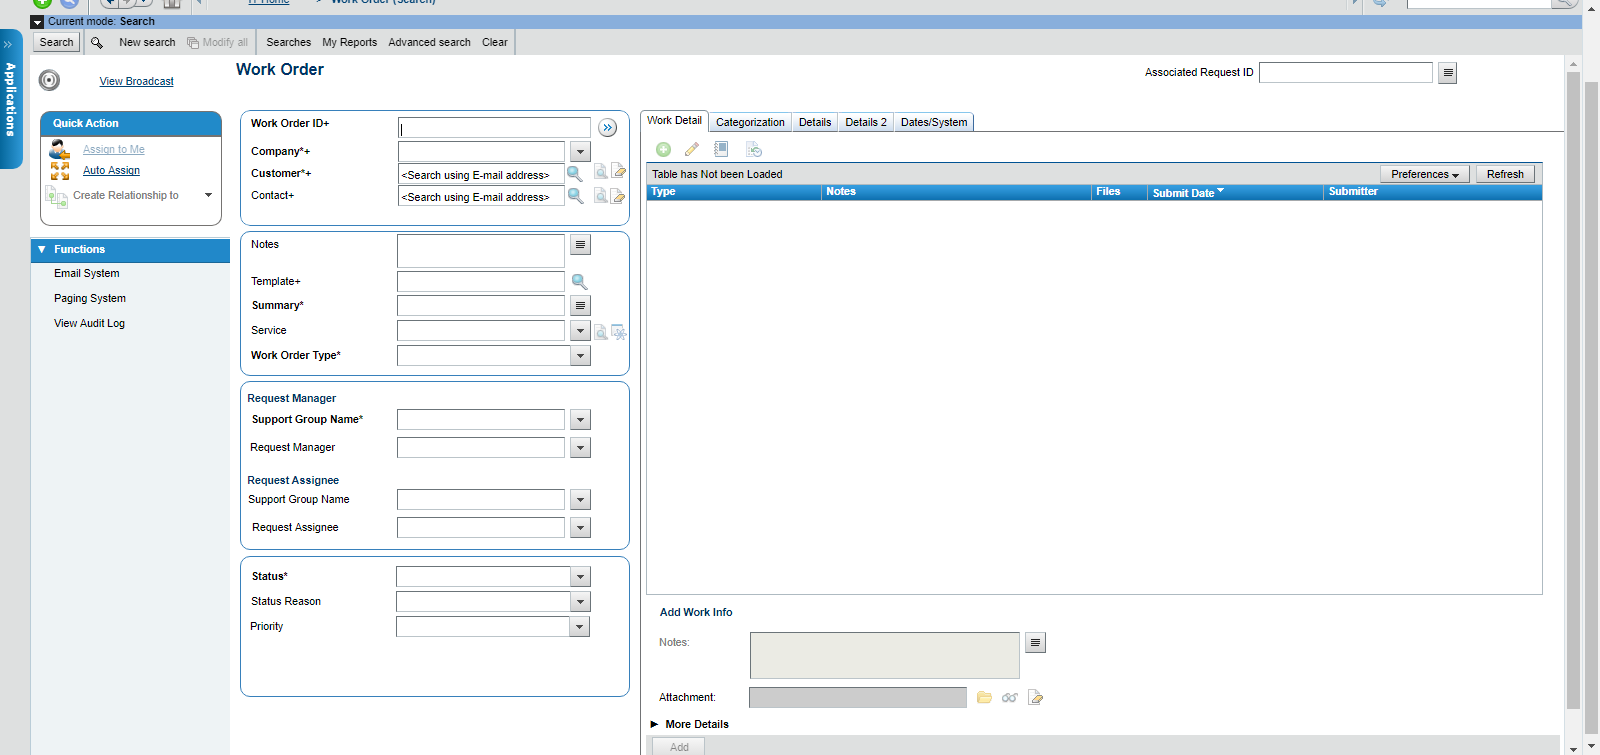 IT Home > Work Order (Search)
Current mode: Search
Search New search Modify all Searches My Reports Advanced search Clear
Applications
View Broadcast
Work Order
Associated Request ID
Quick Action
Assign to Me
Auto Assign
Create Relationship to
Functions
Email System
Paging System
View Audit Log
Work Order ID+
Company*+
Customer*+ <Search using E-mail address>
Contact+ <Search using E-mail address>
Notes
Template+
Summary*
Service
Work Order Type*
Request Manager
Support Group Name*
Request Manager
Request Assignee
Support Group Name
Request Assignee
Status*
Status Reason
Priority
Work Detail Categorization Details Details 2 Dates/System
Table has Not been Loaded Preferences Refresh
Type Notes Files Submit Date Submitter
Add Work Info
Notes:
Attachment:
More Details
Add